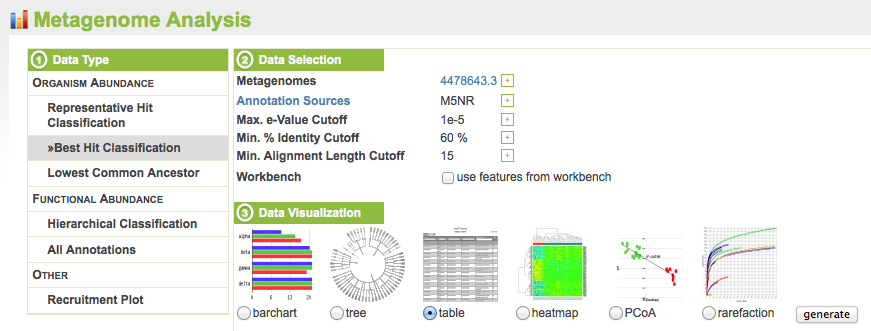 Metagenome Analysis
1 Data Type
ORGANISM ABUNDANCE
Representative Hit
Classification
»Best Hit Classification
Lowest Common Ancestor
FUNCTIONAL ABUNDANCE
Hierarchical Classification
All Annotations
OTHER
Recruitment Plot
2 Data Selection
Metagenomes 4478643.3 +
Annotation Sources M5NR +
Max. e-Value Cutoff 1e-5 +
Min. % Identity Cutoff 60 % +
Min. Alignment Length Cutoff 15 +
Workbench use features from workbench
3 Data Visualization
alpha
beta
gamma
delta
0 6 13 20
barchart tree table heatmap PCoA rarefaction generate